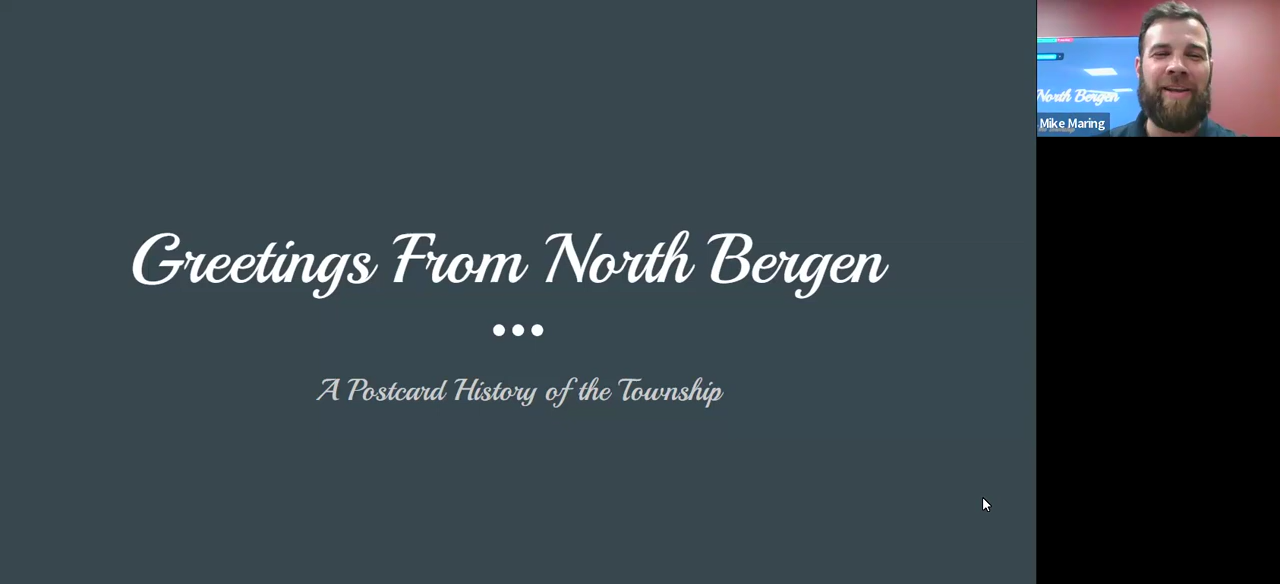 Greetings From North Bergen
A Postcard History of the Township
North Bergen
Mike Maring